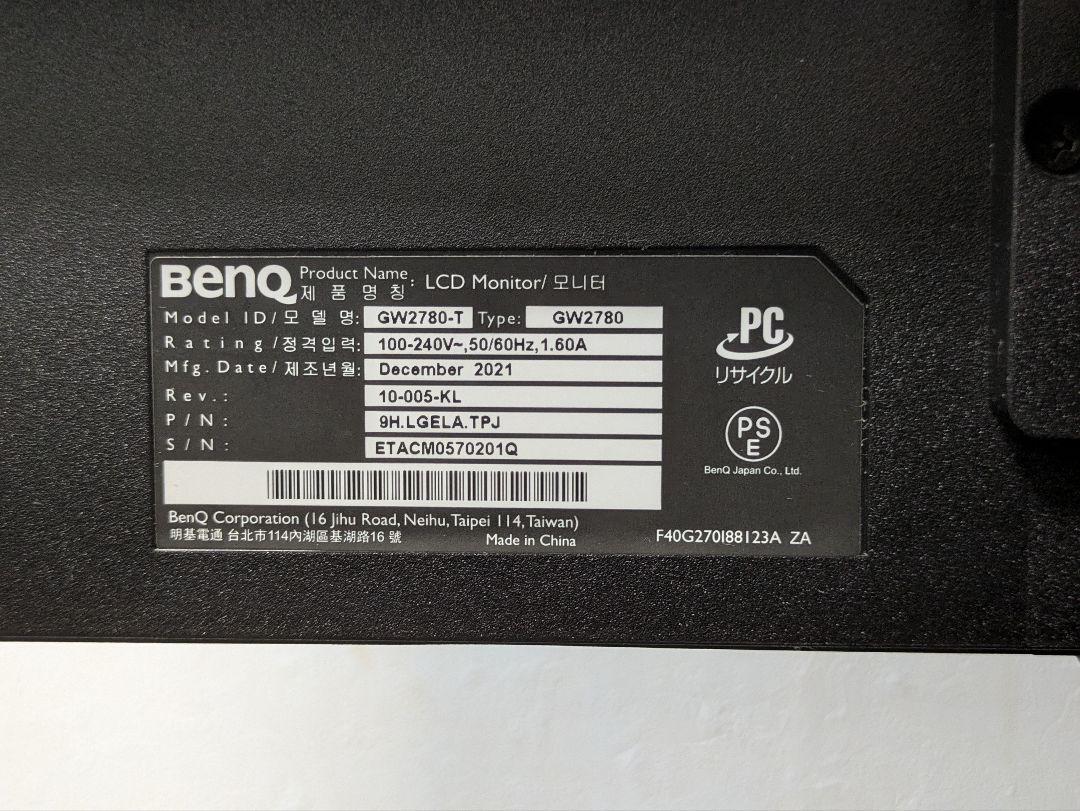 BenQ Product Name : LCD Monitor/ 모니터
제 품 명 칭
Model ID/모 델 명: GW2780-T Type: GW2780
Rating/정격입력: 100-240V~,50/60Hz,1.60A
Mfg. Date/제조년월: December 2021
Rev.: 10-005-KL
P/N: 9H.LGELA.TPJ
S/N: ETACM0570201Q
PC
リサイクル
PSE
BenQ Japan Co., Ltd.
BenQ Corporation (16 Jihu Road, Neihu, Taipei 114, Taiwan)
明基電通 台北市114內湖區基湖路16 號 Made in China
F40G270I88123A ZA